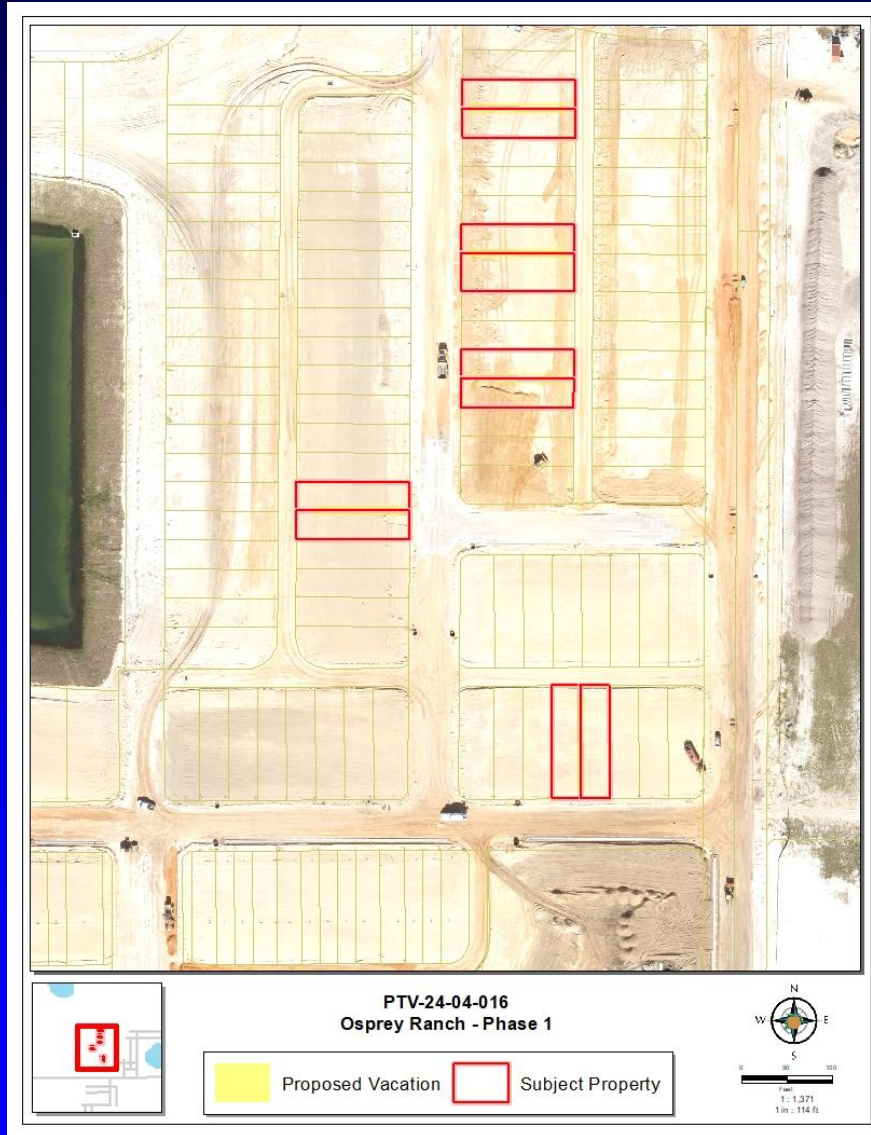 PTV-24-04-016
Osprey Ranch - Phase 1
Proposed Vacation
Subject Property
N
W
E
S
0
50
100
Feet
1 : 1,371
1 in : 114 ft